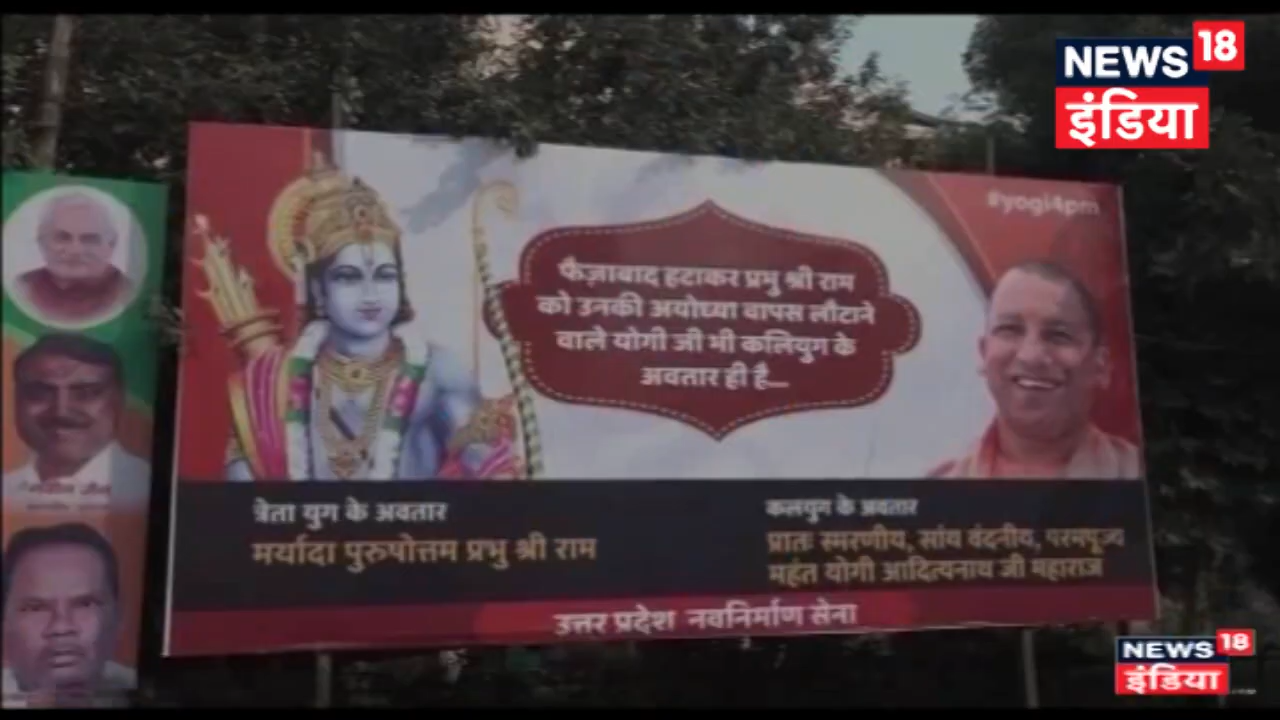 NEWS 18
इंडिया
#yogi4pm
फैज़ाबाद हटाकर प्रभु श्री राम
को उनकी अयोध्या वापस लौटाने
वाले योगी जी भी कलियुग के
अवतार ही है...
त्रेता युग के अवतार
मर्यादा पुरुषोत्तम प्रभु श्री राम
कलयुग के अवतार
प्रातः स्मरणीय, सांय वंदनीय, परमपूज्य
महंत योगी आदित्यनाथ जी महाराज
उत्तर प्रदेश नवनिर्माण सेना
NEWS 18
इंडिया